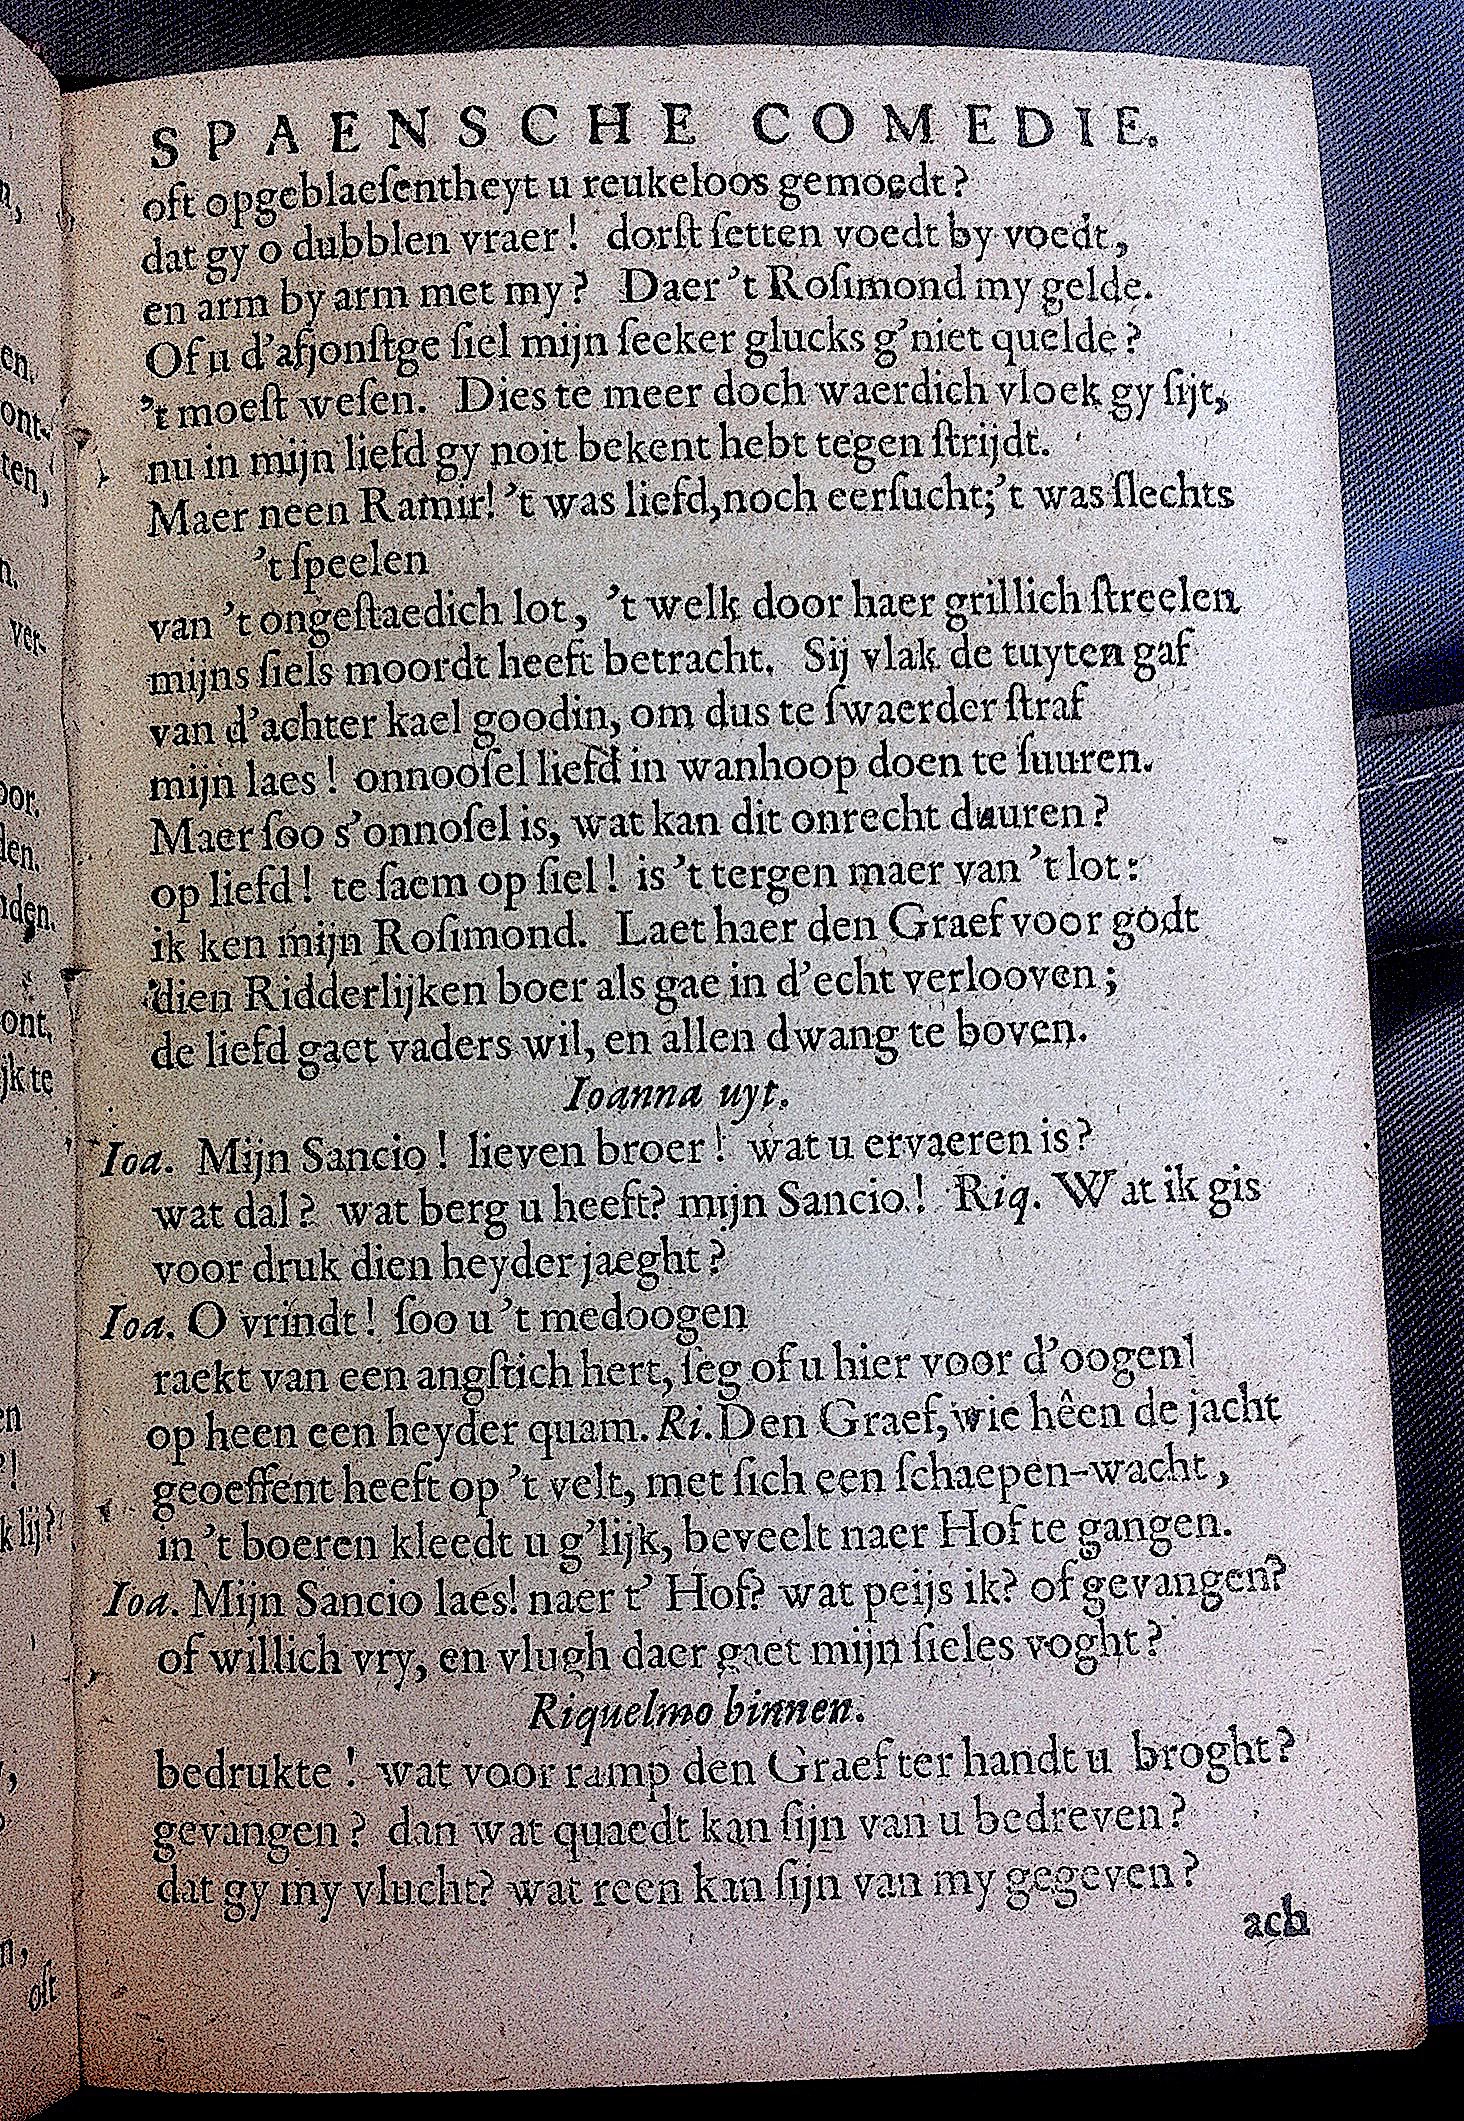 SPAENSCHE COMEDIE.
oft opgeblaeſentheyt u reukeloos gemoedt?
dat gy o dubblen vraer! dorſt ſetten voedt by voedt,
en arm by arm met my? Daer 't Roſimond my gelde.
Of u d'afjonſtge ſiel mijn ſeeker glucks g'niet quelde?
't moeſt weſen. Dies te meer doch waerdich vloek gy ſijt,
nu in mijn liefd gy noit bekent hebt tegen ſtrijdt.
Maer neen Ramir! 't was liefd, noch eerſucht; 't was ſlechts
't ſpeelen
van 't ongeſtaedich lot, 't welk door haer grillich ſtreelen
mijns ſiels moordt heeft betracht. Sij vlak de tuyten gaf
van d'achter kael goodin, om dus te ſwaerder ſtraf
mijn laes! onnooſel liefd in wanhoop doen te ſuuren.
Maer ſoo s'onnoſel is, wat kan dit onrecht duuren?
op liefd! te ſaem op ſiel! is 't tergen maer van 't lot:
ik ken mijn Roſimond. Laet haer den Graef voor godt
dien Ridderlijken boer als gae in d'echt verlooven;
de liefd gaet vaders wil, en allen dwang te boven.
Ioanna uyt.
Ioa. Mijn Sancio! lieven broer! wat u ervaeren is?
wat dal? wat berg u heeft? mijn Sancio! Riq. Wat ik gis
voor druk dien heyder jaeght?
Ioa. O vrindt! ſoo u 't medoogen
raekt van een angſtich hert, ſeg of u hier voor d'oogen
op heen een heyder quam. Ri. Den Graef, wie hêen de jacht
geoeffent heeft op 't velt, met ſich een ſchaepen-wacht,
in 't boeren kleedt u g'lijk, beveelt naer Hof te gangen.
Ioa. Mijn Sancio laes! naer t' Hof? wat peijs ik? of gevangen?
of willich vry, en vlugh daer gaet mijn ſieles voght?
Riquelmo binnen.
bedrukte! wat voor ramp den Graef ter handt u broght?
gevangen? dan wat quaedt kan ſijn van u bedreven?
dat gy my vlucht? wat reen kan ſijn van my gegeven?
ach